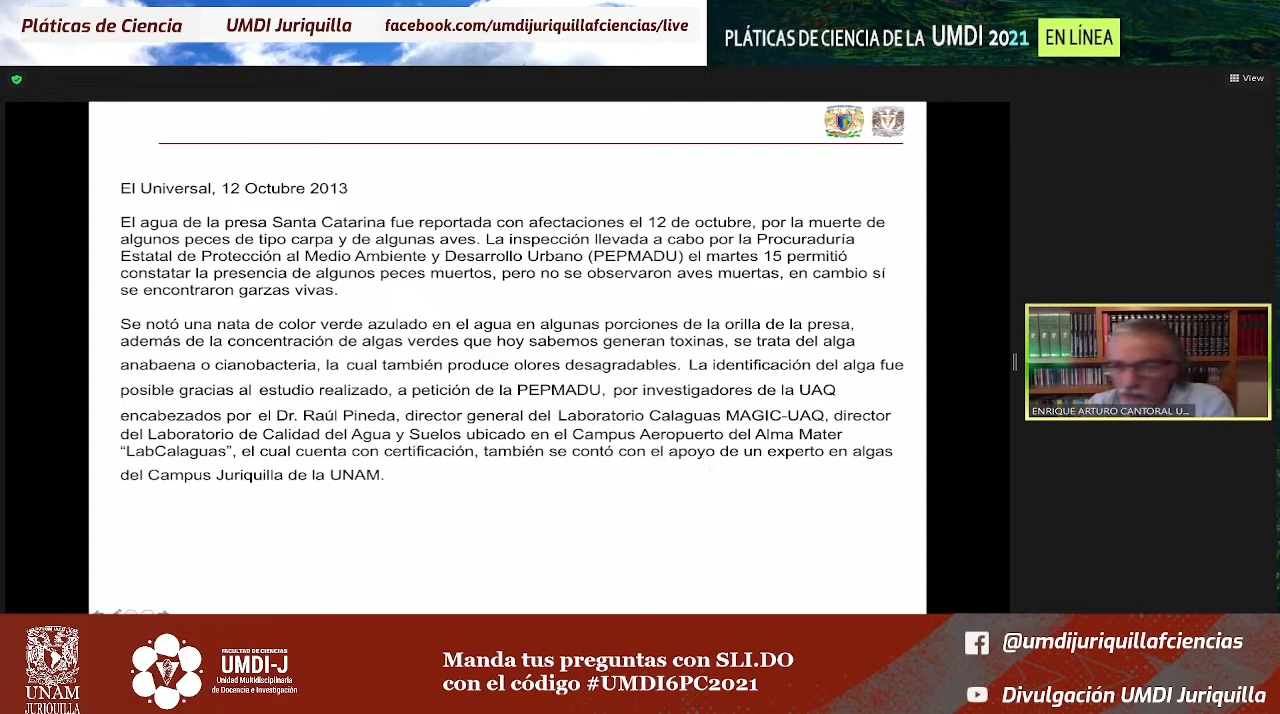 Pláticas de Ciencia UMDI Juriquilla facebook.com/umdijuriquillafciencias/live
PLÁTICAS DE CIENCIA DE LA UMDI 2021 EN LÍNEA
View
El Universal, 12 Octubre 2013
El agua de la presa Santa Catarina fue reportada con afectaciones el 12 de octubre, por la muerte de
algunos peces de tipo carpa y de algunas aves. La inspección llevada a cabo por la Procuraduría
Estatal de Protección al Medio Ambiente y Desarrollo Urbano (PEPMADU) el martes 15 permitió
constatar la presencia de algunos peces muertos, pero no se observaron aves muertas, en cambio sí
se encontraron garzas vivas.
Se notó una nata de color verde azulado en el agua en algunas porciones de la orilla de la presa,
además de la concentración de algas verdes que hoy sabemos generan toxinas, se trata del alga
anabaena o cianobacteria, la cual también produce olores desagradables. La identificación del alga fue
posible gracias al estudio realizado, a petición de la PEPMADU, por investigadores de la UAQ
encabezados por el Dr. Raúl Pineda, director general del Laboratorio Calaguas MAGIC-UAQ, director
del Laboratorio de Calidad del Agua y Suelos ubicado en el Campus Aeropuerto del Alma Mater
“LabCalaguas”, el cual cuenta con certificación, también se contó con el apoyo de un experto en algas
del Campus Juriquilla de la UNAM.
ENRIQUE ARTURO CANTORAL U...
UNAM
JURIQUILLA
FACULTAD DE CIENCIAS
UMDI-J
Unidad Multidisciplinaria
de Docencia e Investigación
Manda tus preguntas con SLI.DO
con el código #UMDI6PC2021
@umdijuriquillafciencias
Divulgación UMDI Juriquilla